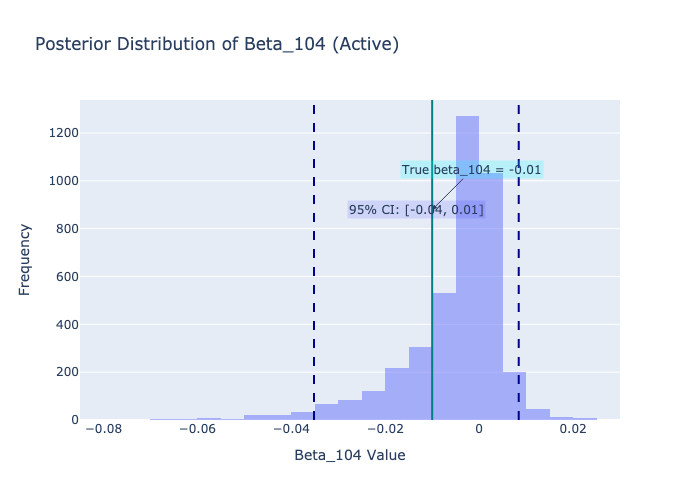 Posterior Distribution of Beta_104 (Active)
1200
1000
800
600
400
200
0
Frequency
True beta_104 = -0.01
95% CI: [-0.04, 0.01]
−0.08
−0.06
−0.04
−0.02
0
0.02
Beta_104 Value